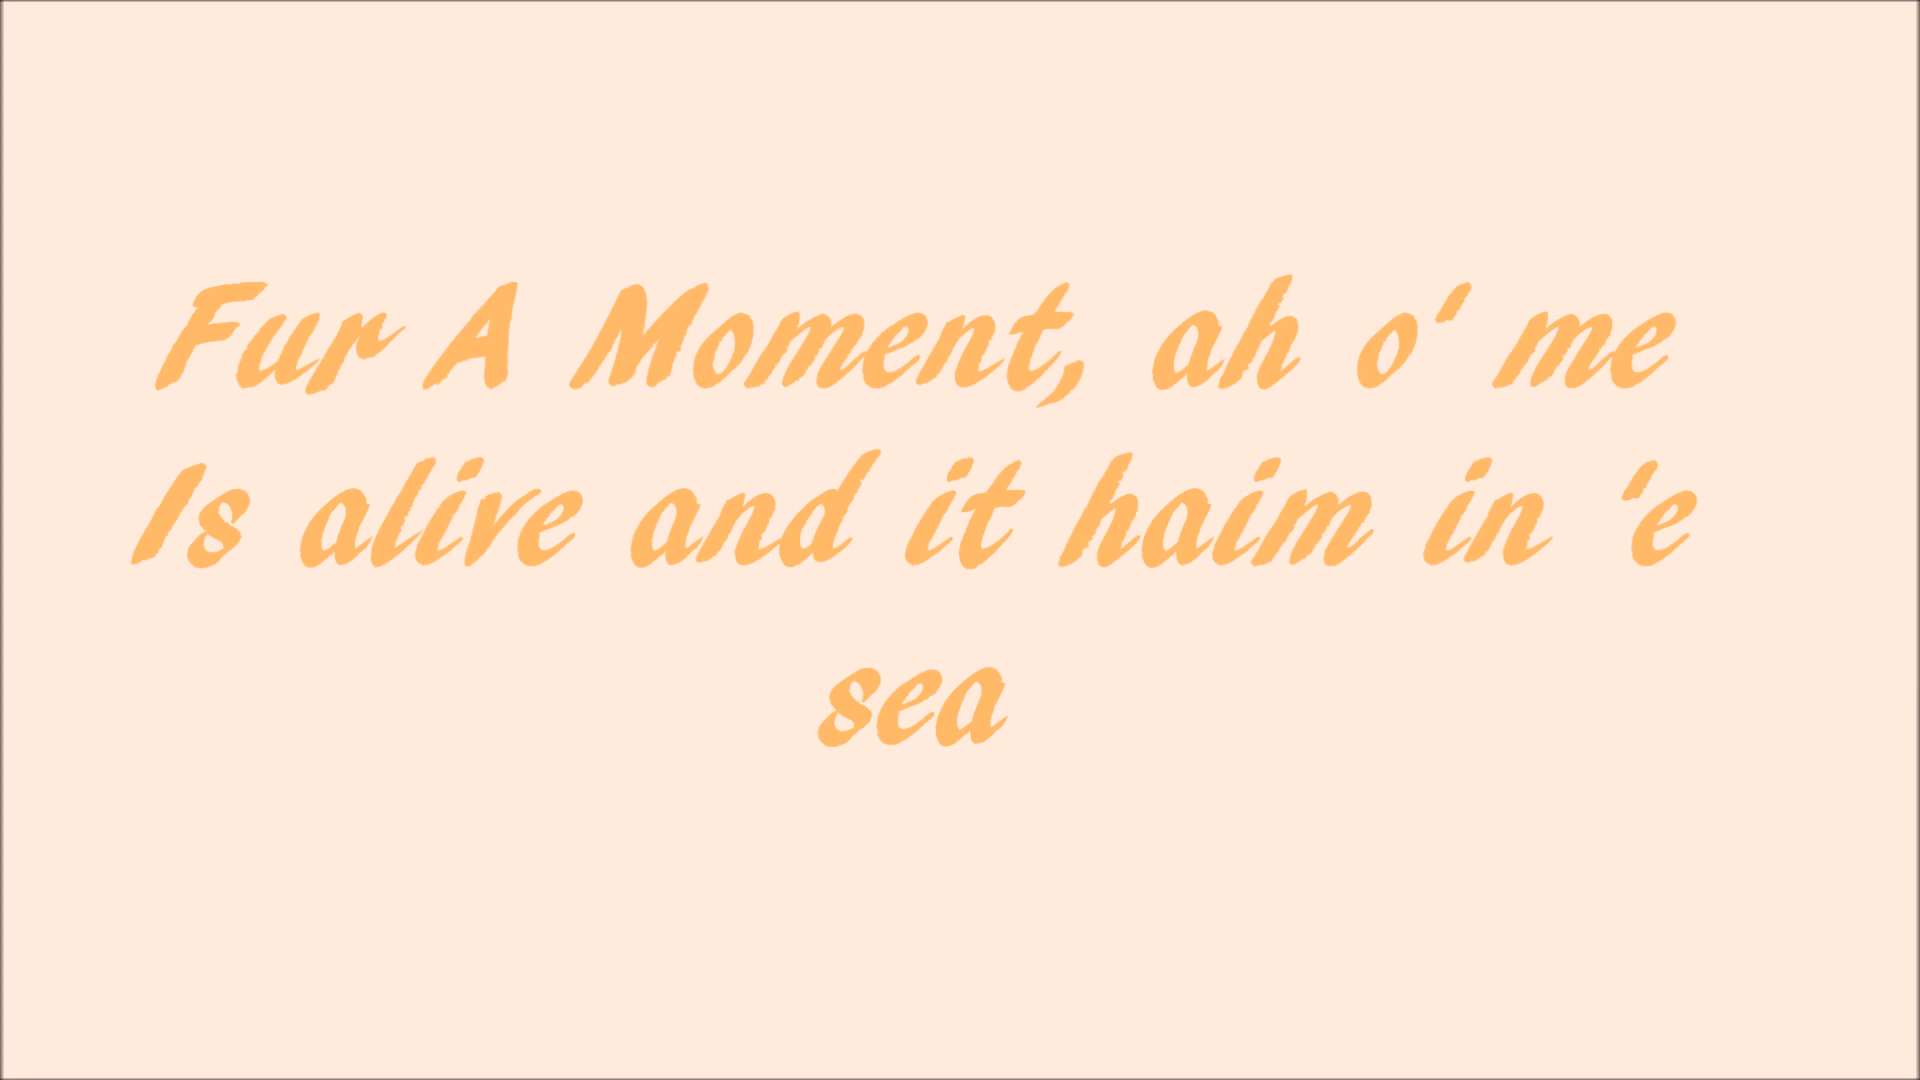 Fur A Moment, ah o' me
Is alive and it haim in 'e
sea